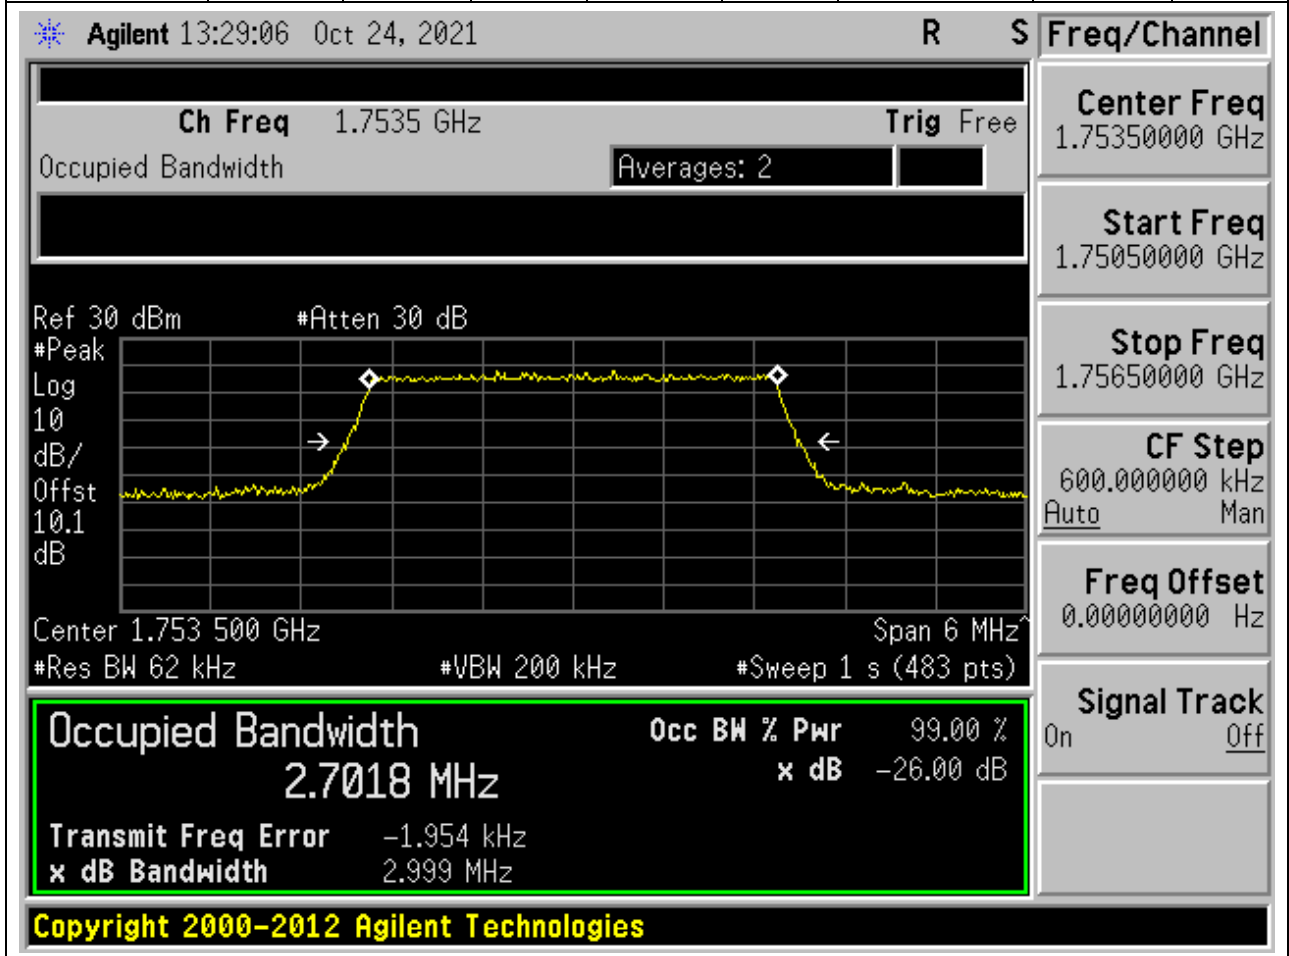 Agilent 13:29:06 Oct 24, 2021 R S Freq/Channel
Ch Freq 1.7535 GHz Trig Free
Occupied Bandwidth Averages: 2
Center Freq
1.75350000 GHz
Start Freq
1.75050000 GHz
Stop Freq
1.75650000 GHz
CF Step
600.000000 kHz
Auto Man
Freq Offset
0.00000000 Hz
Signal Track
On Off
Ref 30 dBm #Atten 30 dB
#Peak
Log
10
dB/
Offst
10.1
dB
Center 1.753 500 GHz Span 6 MHz^
#Res BW 62 kHz #VBW 200 kHz #Sweep 1 s (483 pts)
Occupied Bandwidth Occ BW % Pwr 99.00 %
2.7018 MHz x dB -26.00 dB
Transmit Freq Error -1.954 kHz
x dB Bandwidth 2.999 MHz
Copyright 2000-2012 Agilent Technologies